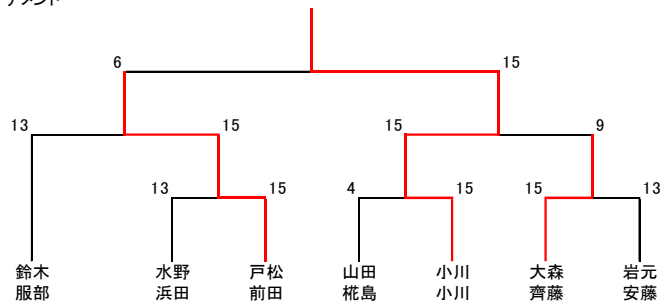 6 15
13 15 15 9
13 15 4 15 15 13
鈴木 水野 戸松 山田 小川 大森 岩元
服部 浜田 前田 椛島 小川 齊藤 安藤